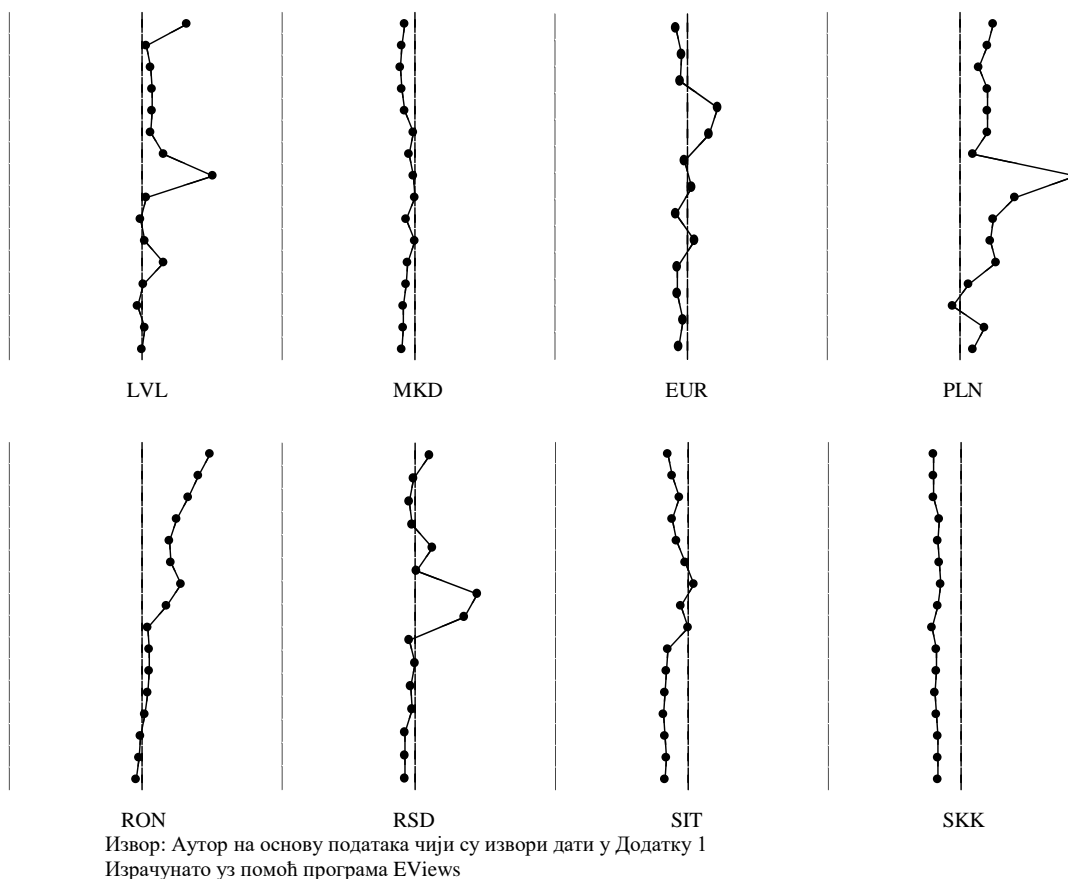 LVL MKD EUR PLN
RON RSD SIT SKK
Извор: Аутор на основу података чији су извори дати у Додатку 1
Израчунато уз помоћ програма EViews